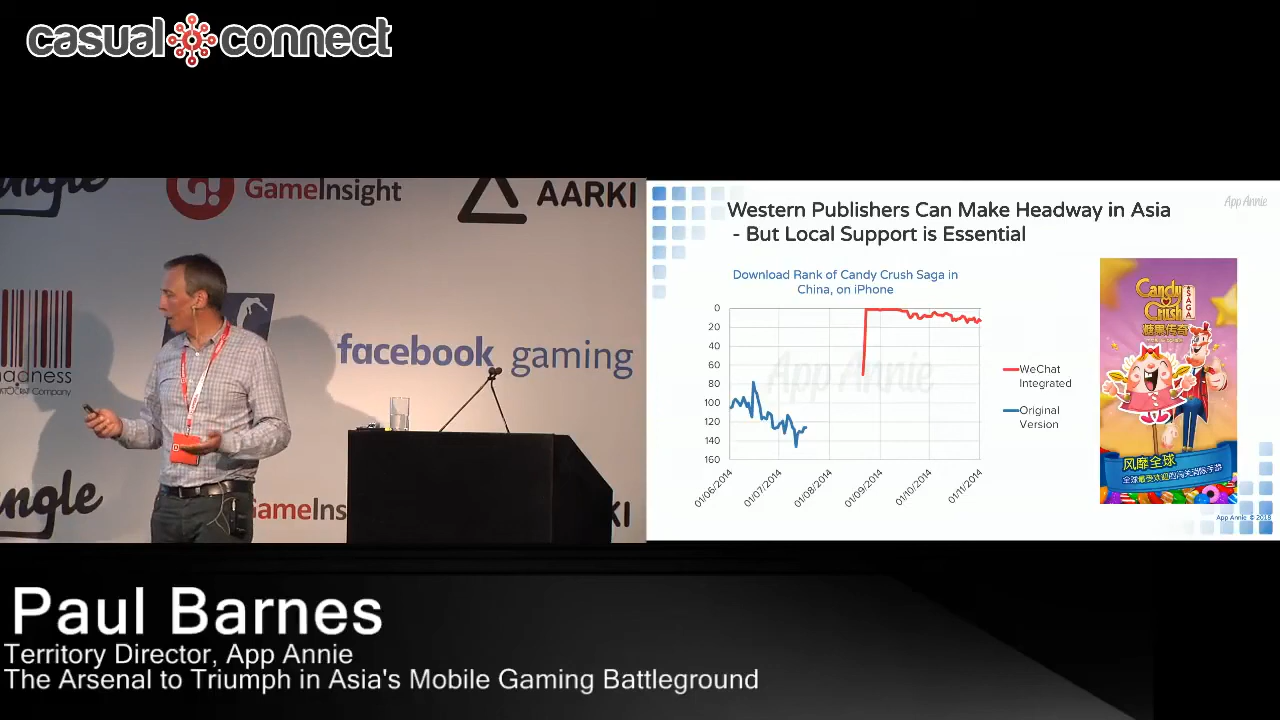 casual connect
GameInsight
AARKI
facebook gaming
Western Publishers Can Make Headway in Asia
- But Local Support is Essential
App Annie
Download Rank of Candy Crush Saga in
China, on iPhone
0
20
40
60
80
100
120
140
160
01/06/2014
01/07/2014
01/08/2014
01/09/2014
01/10/2014
01/11/2014
App Annie
WeChat
Integrated
Original
Version
Candy
Crush
SAGA
糖果传奇
风靡全球
Paul Barnes
Territory Director, App Annie
The Arsenal to Triumph in Asia's Mobile Gaming Battleground